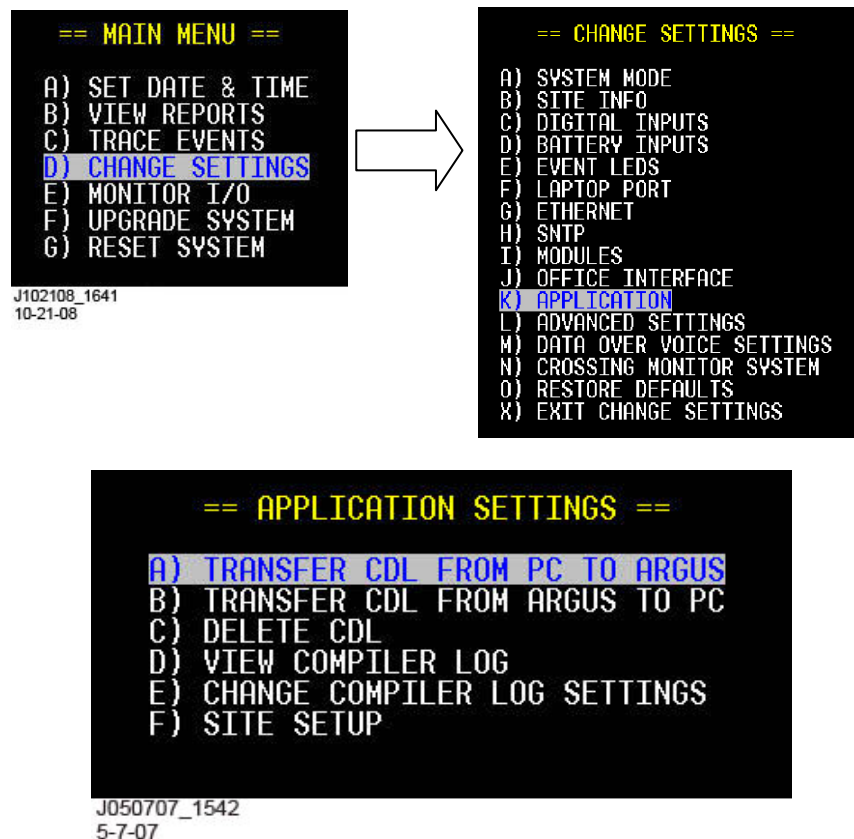 == MAIN MENU ==
A) SET DATE & TIME
B) VIEW REPORTS
C) TRACE EVENTS
D) CHANGE SETTINGS
E) MONITOR I/O
F) UPGRADE SYSTEM
G) RESET SYSTEM
J102108_1641
10-21-08
== CHANGE SETTINGS ==
A) SYSTEM MODE
B) SITE INFO
C) DIGITAL INPUTS
D) BATTERY INPUTS
E) EVENT LEDS
F) LAPTOP PORT
G) ETHERNET
H) SNTP
I) MODULES
J) OFFICE INTERFACE
K) APPLICATION
L) ADVANCED SETTINGS
M) DATA OVER VOICE SETTINGS
N) CROSSING MONITOR SYSTEM
O) RESTORE DEFAULTS
X) EXIT CHANGE SETTINGS
== APPLICATION SETTINGS ==
A) TRANSFER CDL FROM PC TO ARGUS
B) TRANSFER CDL FROM ARGUS TO PC
C) DELETE CDL
D) VIEW COMPILER LOG
E) CHANGE COMPILER LOG SETTINGS
F) SITE SETUP
J050707_1542
5-7-07